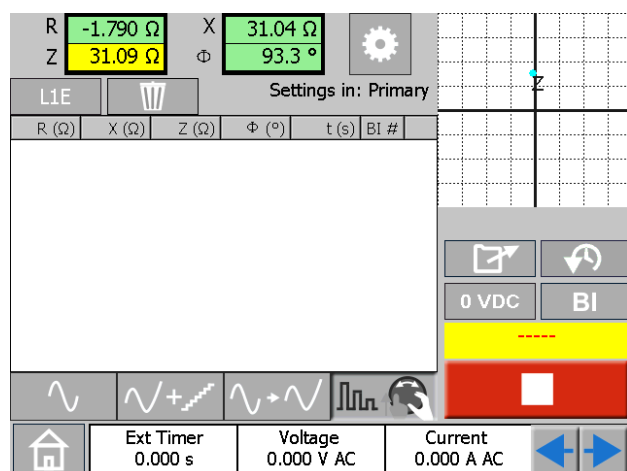 R -1.790 Ω X 31.04 Ω
Z 31.09 Ω Φ 93.3 °
Z
L1E Settings in: Primary
R (Ω) X (Ω) Z (Ω) Φ (°) t (s) BI #
0 VDC BI
-----
Ext Timer Voltage Current
0.000 s 0.000 V AC 0.000 A AC